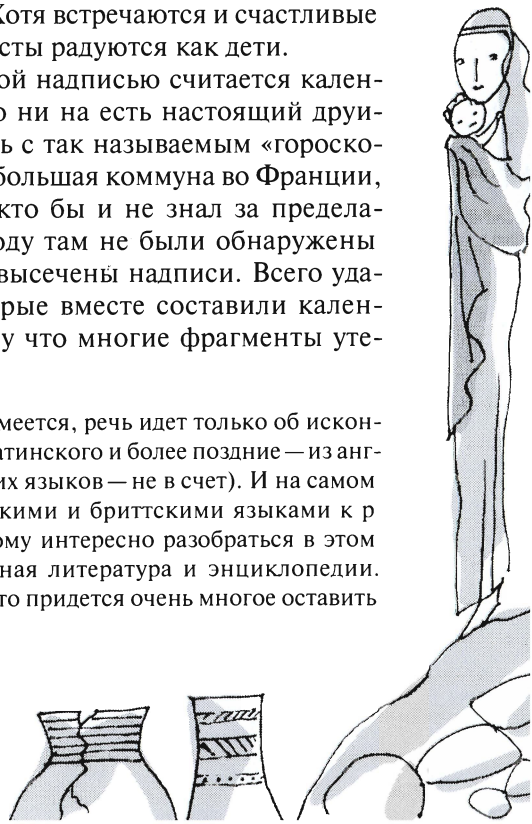 Хотя встречаются и счастливые
сты радуются как дети.
ой надписью считается кален-
о ни на есть настоящий друи-
ь с так называемым «гороско-
большая коммуна во Франции,
кто бы и не знал за предела-
оду там не были обнаружены
высечены надписи. Всего уда-
рые вместе составили кален-
у что многие фрагменты уте-
меется, речь идет только об искон-
атинского и более поздние — из анг-
их языков — не в счет). И на самом
кими и бриттскими языками к р
ому интересно разобраться в этом
ная литература и энциклопедии.
то придется очень многое оставить